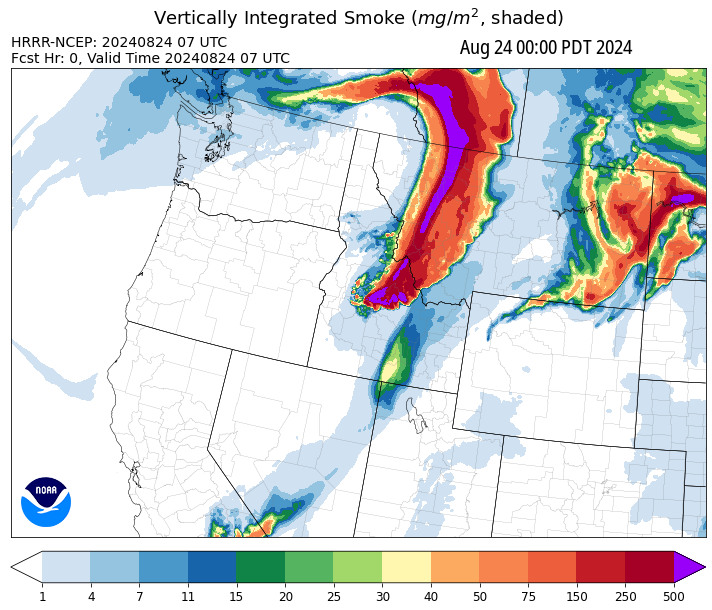 Vertically Integrated Smoke (mg/m², shaded)
HRRR-NCEP: 20240824 07 UTC
Aug 24 00:00 PDT 2024
Fcst Hr: 0, Valid Time 20240824 07 UTC
NOAA
1 4 7 11 15 20 25 30 40 50 75 150 250 500